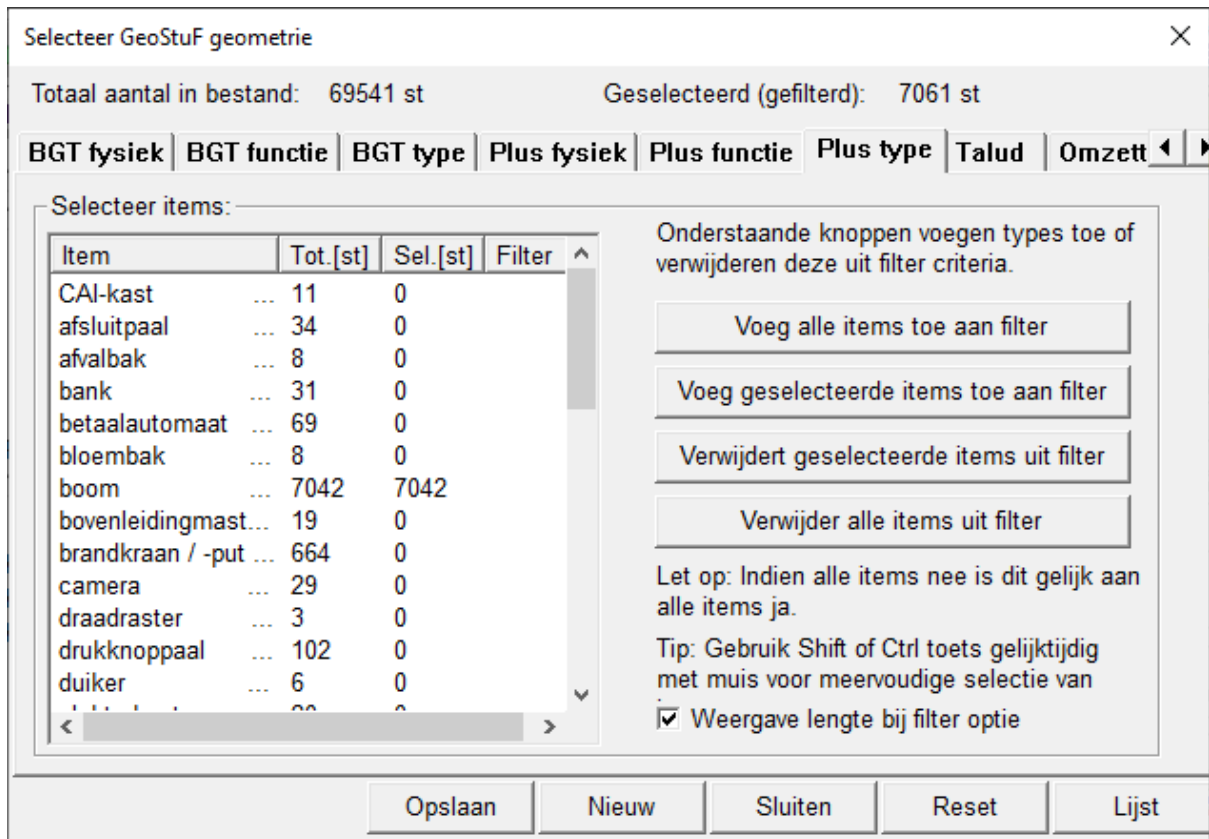 Selecteer GeoStuF geometrie
Totaal aantal in bestand: 69541 st Geselecteerd (gefilterd): 7061 st
BGT fysiek BGT functie BGT type Plus fysiek Plus functie Plus type Talud Omzett
Selecteer items:
Item Tot.[st] Sel.[st] Filter
CAI-kast ... 11 0
afsluitpaal ... 34 0
afvalbak ... 8 0
bank ... 31 0
betaalautomaat ... 69 0
bloembak ... 8 0
boom ... 7042 7042
bovenleidingmast... 19 0
brandkraan / -put ... 664 0
camera ... 29 0
draadraster ... 3 0
drukknoppaal ... 102 0
duiker ... 6 0
Onderstaande knoppen voegen types toe of
verwijderen deze uit filter criteria.
Voeg alle items toe aan filter
Voeg geselecteerde items toe aan filter
Verwijdert geselecteerde items uit filter
Verwijder alle items uit filter
Let op: Indien alle items nee is dit gelijk aan
alle items ja.
Tip: Gebruik Shift of Ctrl toets gelijktijdig
met muis voor meervoudige selectie van
Weergave lengte bij filter optie
Opslaan Nieuw Sluiten Reset Lijst